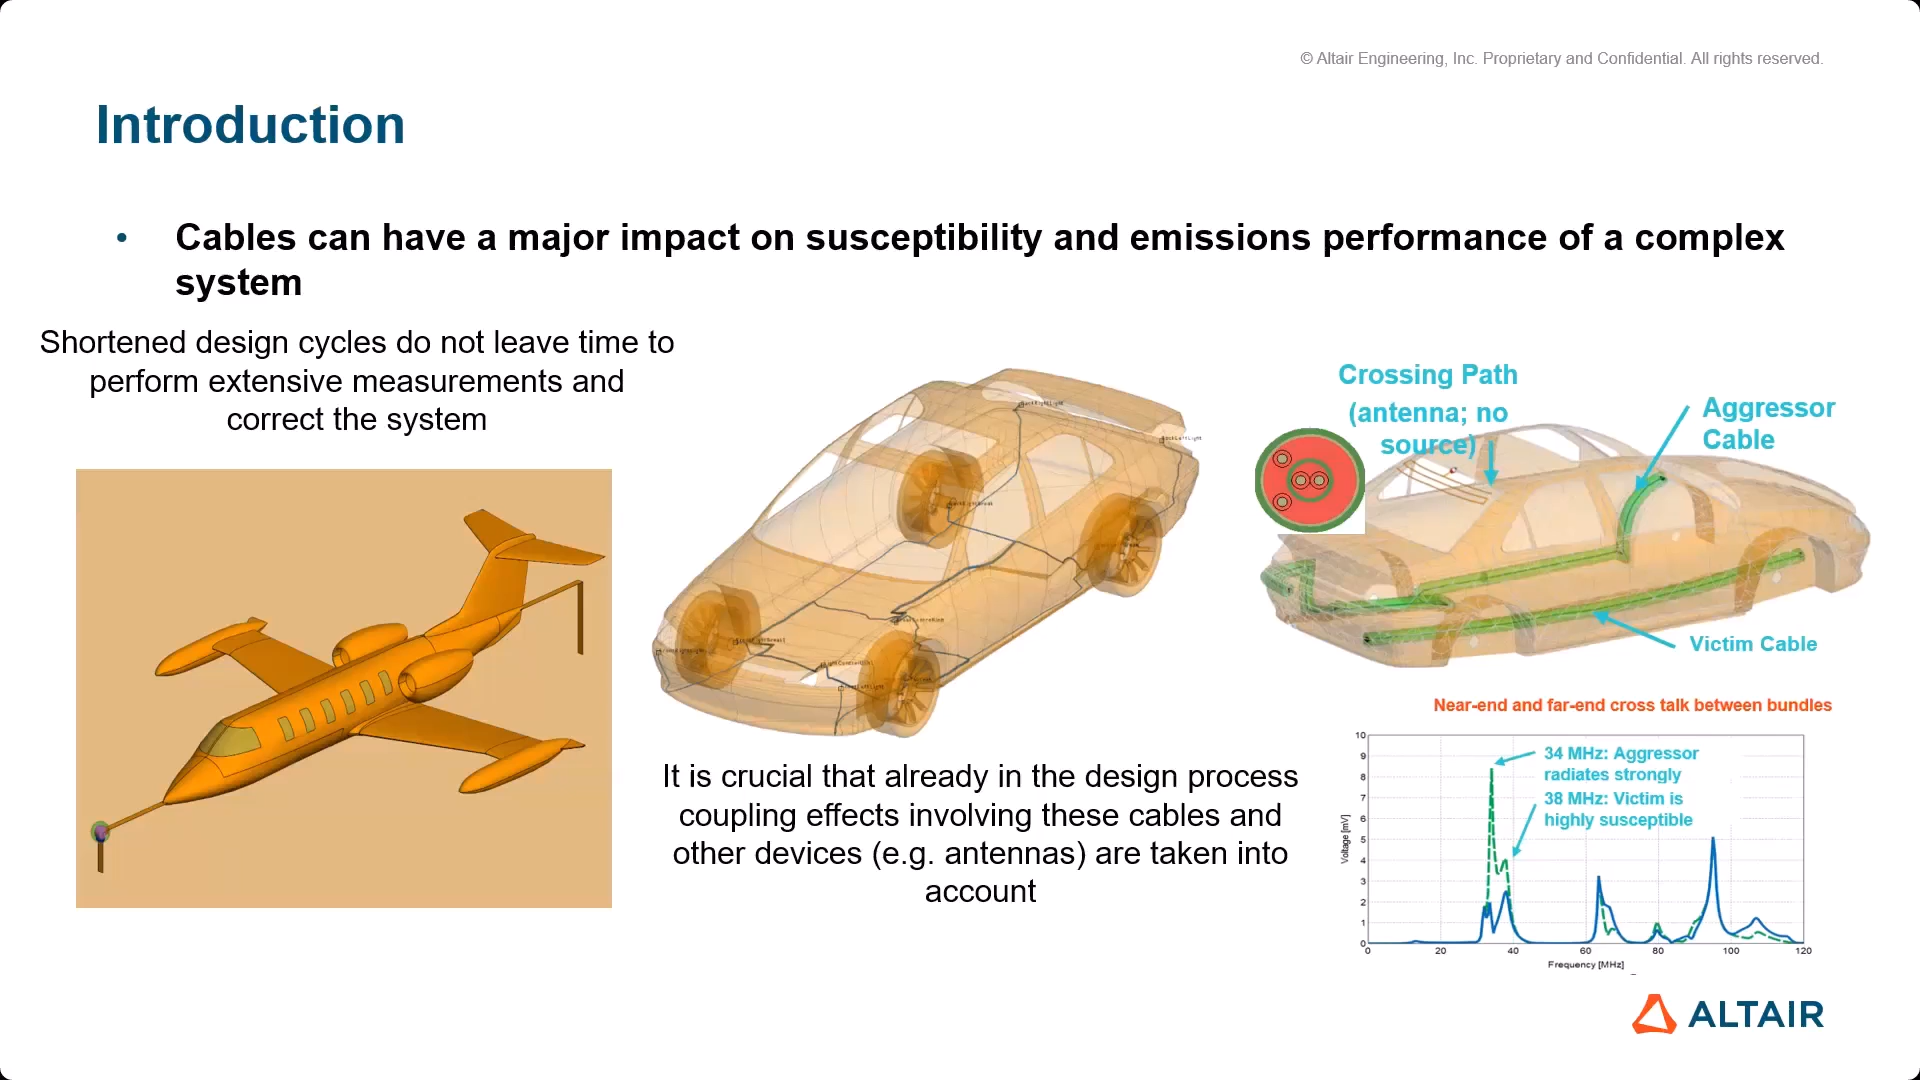 © Altair Engineering, Inc. Proprietary and Confidential. All rights reserved.
Introduction
• Cables can have a major impact on susceptibility and emissions performance of a complex
system
Shortened design cycles do not leave time to
perform extensive measurements and
correct the system
Crossing Path
(antenna; no
source)
Aggressor
Cable
Victim Cable
It is crucial that already in the design process
coupling effects involving these cables and
other devices (e.g. antennas) are taken into
account
Near-end and far-end cross talk between bundles
34 MHz: Aggressor
radiates strongly
38 MHz: Victim is
highly susceptible
Voltage [mV]
10
9
8
7
6
5
4
3
2
1
0
0 20 40 60 80 100 120
Frequency [MHz]
ALTAIR